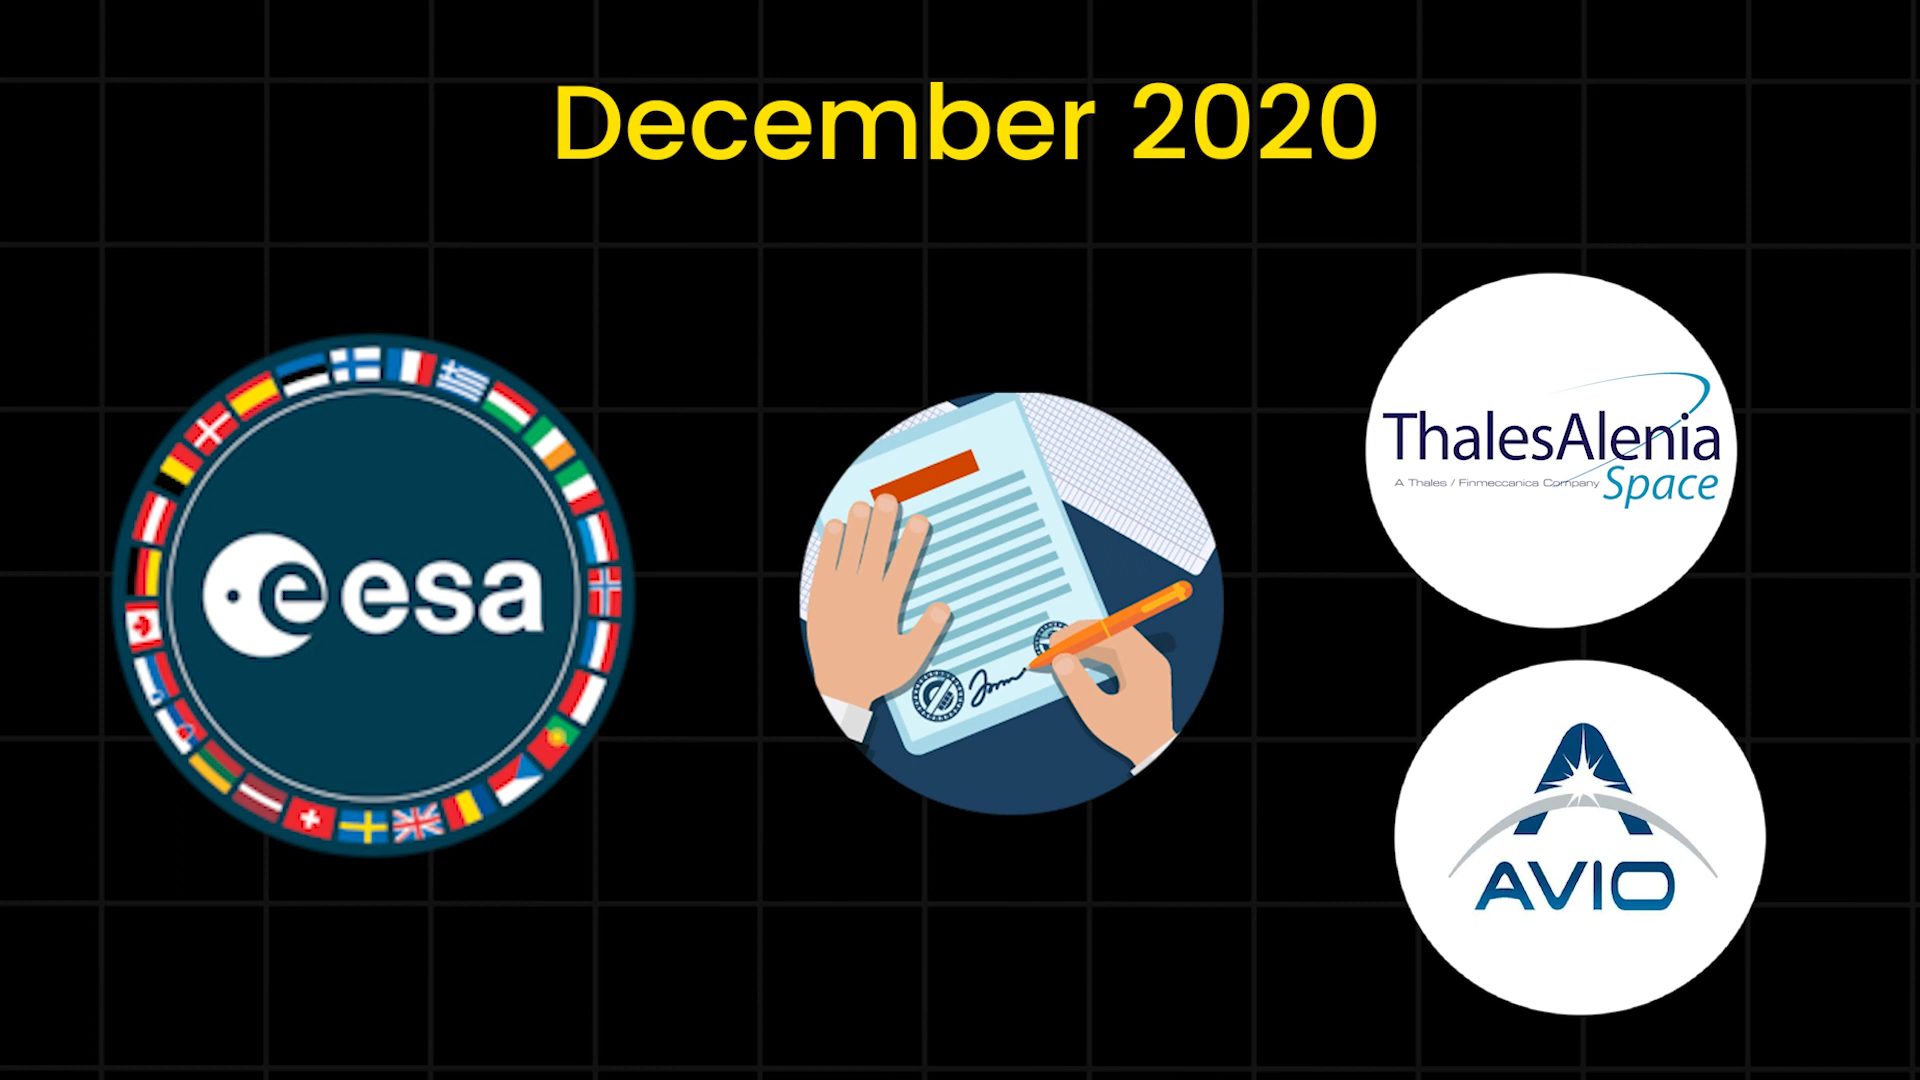 December 2020
esa
ThalesAlenia
A Thales / Finmeccanica Company Space
AVIO